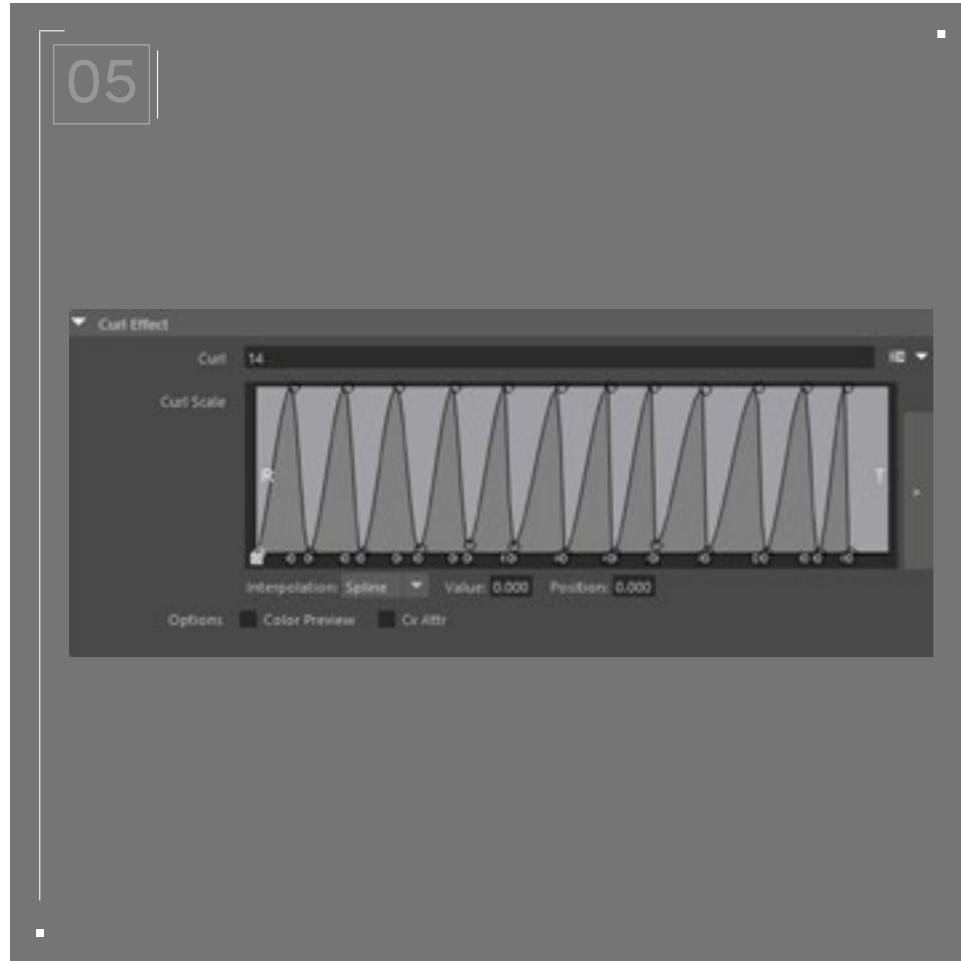 05
Curl Effect
Curl 14
Curl Scale
R T
Interpolation: Spline Value: 0.000 Position: 0.000
Options Color Preview Cv Attr